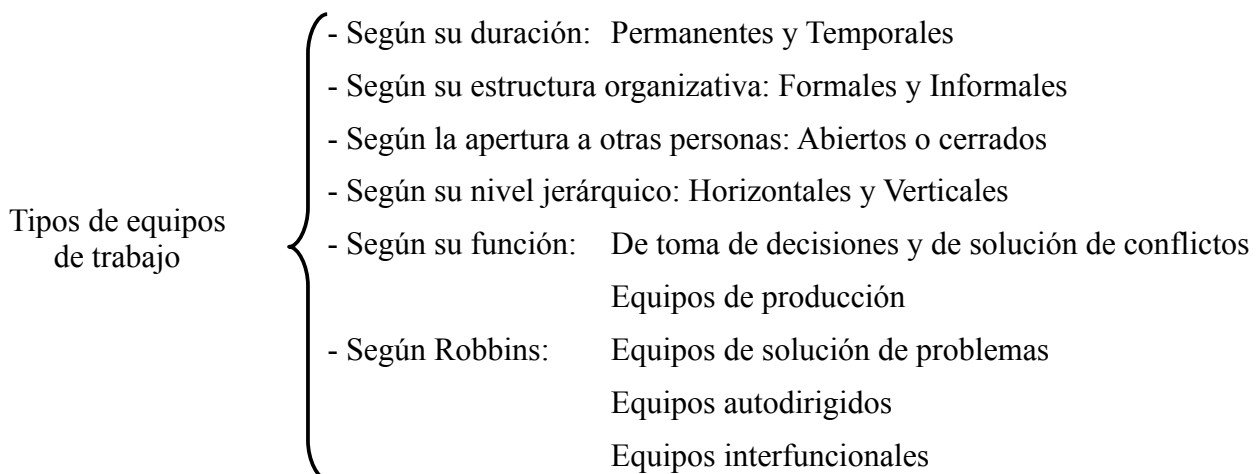 - Según su duración: Permanentes y Temporales
- Según su estructura organizativa: Formales y Informales
- Según la apertura a otras personas: Abiertos o cerrados
- Según su nivel jerárquico: Horizontales y Verticales
Tipos de equipos
de trabajo
- Según su función: De toma de decisiones y de solución de conflictos
Equipos de producción
- Según Robbins: Equipos de solución de problemas
Equipos autodirigidos
Equipos interfuncionales